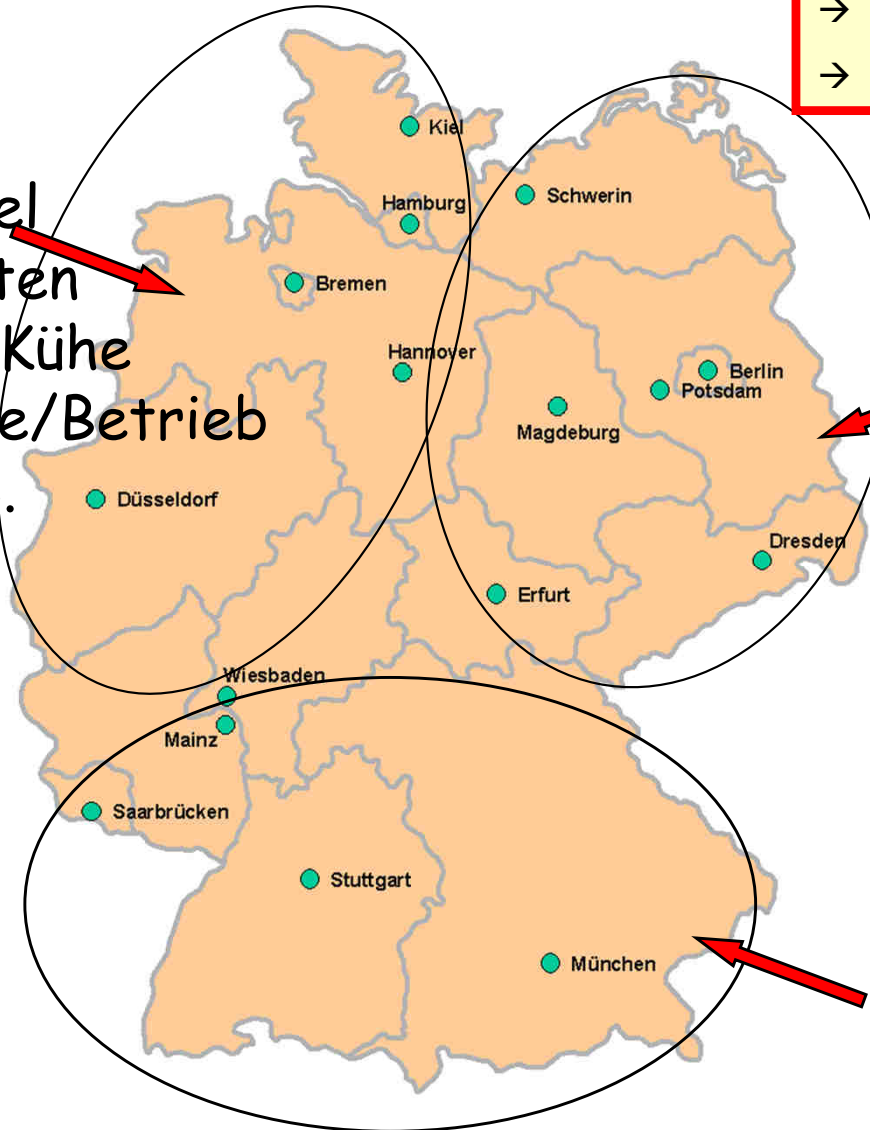 →
→
Kiel
Hamburg
Schwerin
el
ten
Bremen
Kühe
Hannover
Berlin
Potsdam
e/Betrieb
Magdeburg
.
Düsseldorf
Dresden
Erfurt
Wiesbaden
Mainz
Saarbrücken
Stuttgart
München